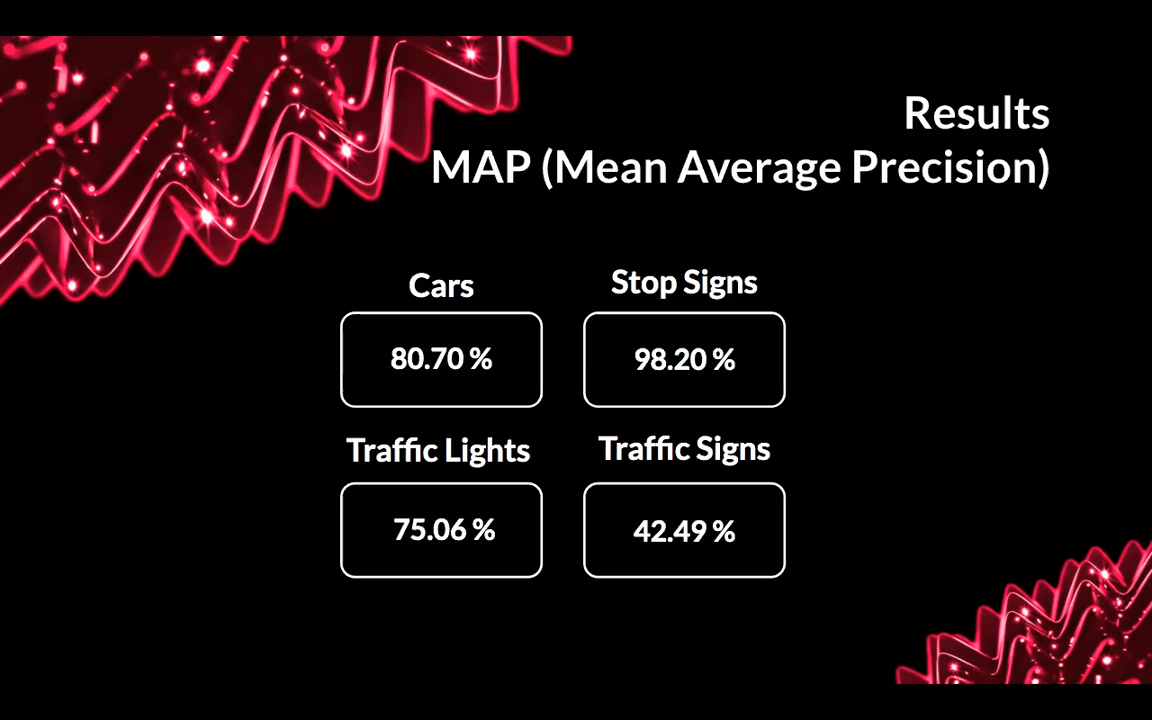 Results
MAP (Mean Average Precision)
Cars
80.70 %
Stop Signs
98.20 %
Traffic Lights
75.06 %
Traffic Signs
42.49 %